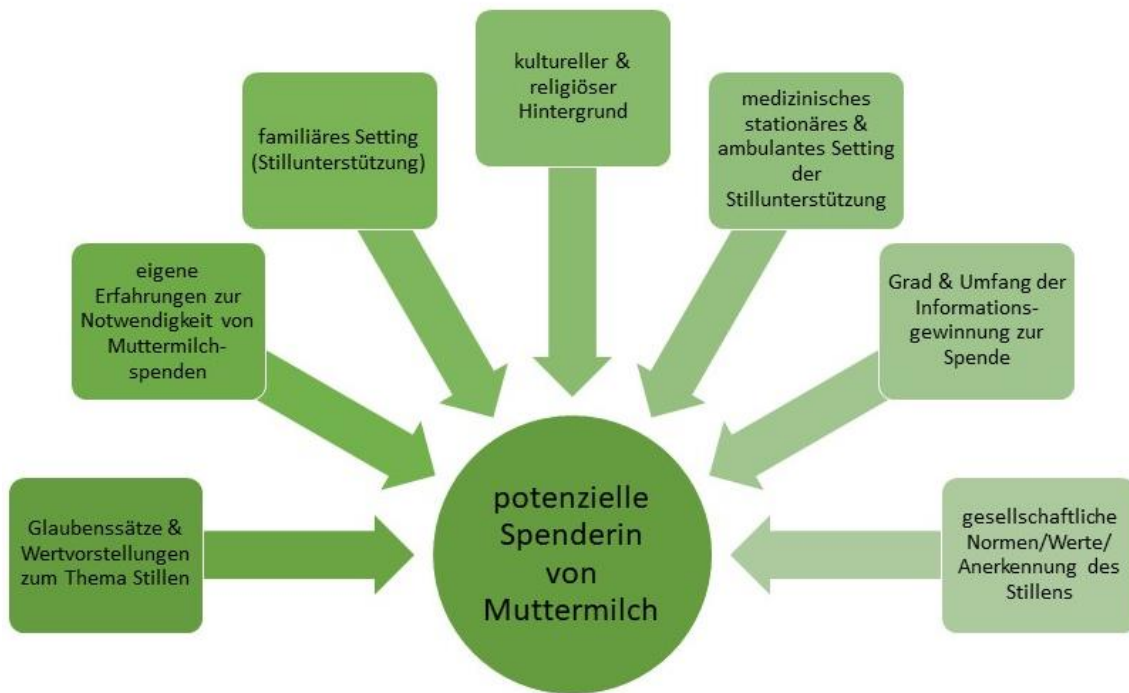 kultureller &
religiöser
Hintergrund
familiäres Setting
(Stillunterstützung)
medizinisches
stationäres &
ambulantes Setting
der
Stillunterstützung
eigene
Erfahrungen zur
Notwendigkeit von
Muttermilch-
spenden
Grad & Umfang der
Informations-
gewinnung zur
Spende
Glaubenssätze &
Wertvorstellungen
zum Thema Stillen
potenzielle
Spenderin
von
Muttermilch
gesellschaftliche
Normen/Werte/
Anerkennung des
Stillens